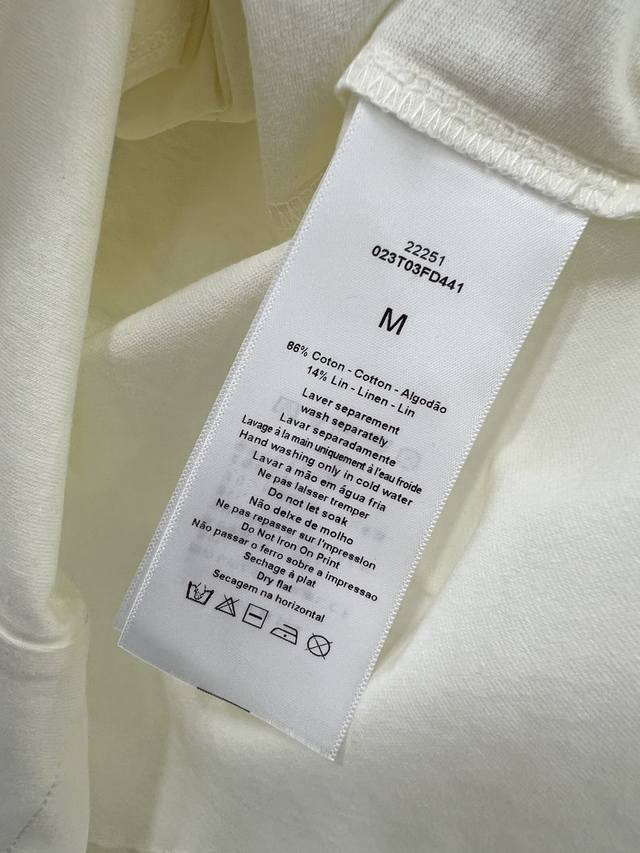 22251
023T03FD441
M
86% Coton - Cotton - Algodão
14% Lin - Linen - Lin
Laver separement
wash separately
Lavar separadamente
Lavage à la main uniquement à l'eau froide
Hand washing only in cold water
Lavar a mão em água fria
Ne pas laisser tremper
Do not let soak
Não deixe de molho
Ne pas repasser sur l'impression
Do Not Iron On Print
Não passar o ferro sobre a impressao
Sechage à plat
Dry flat
Secagem na horizontal